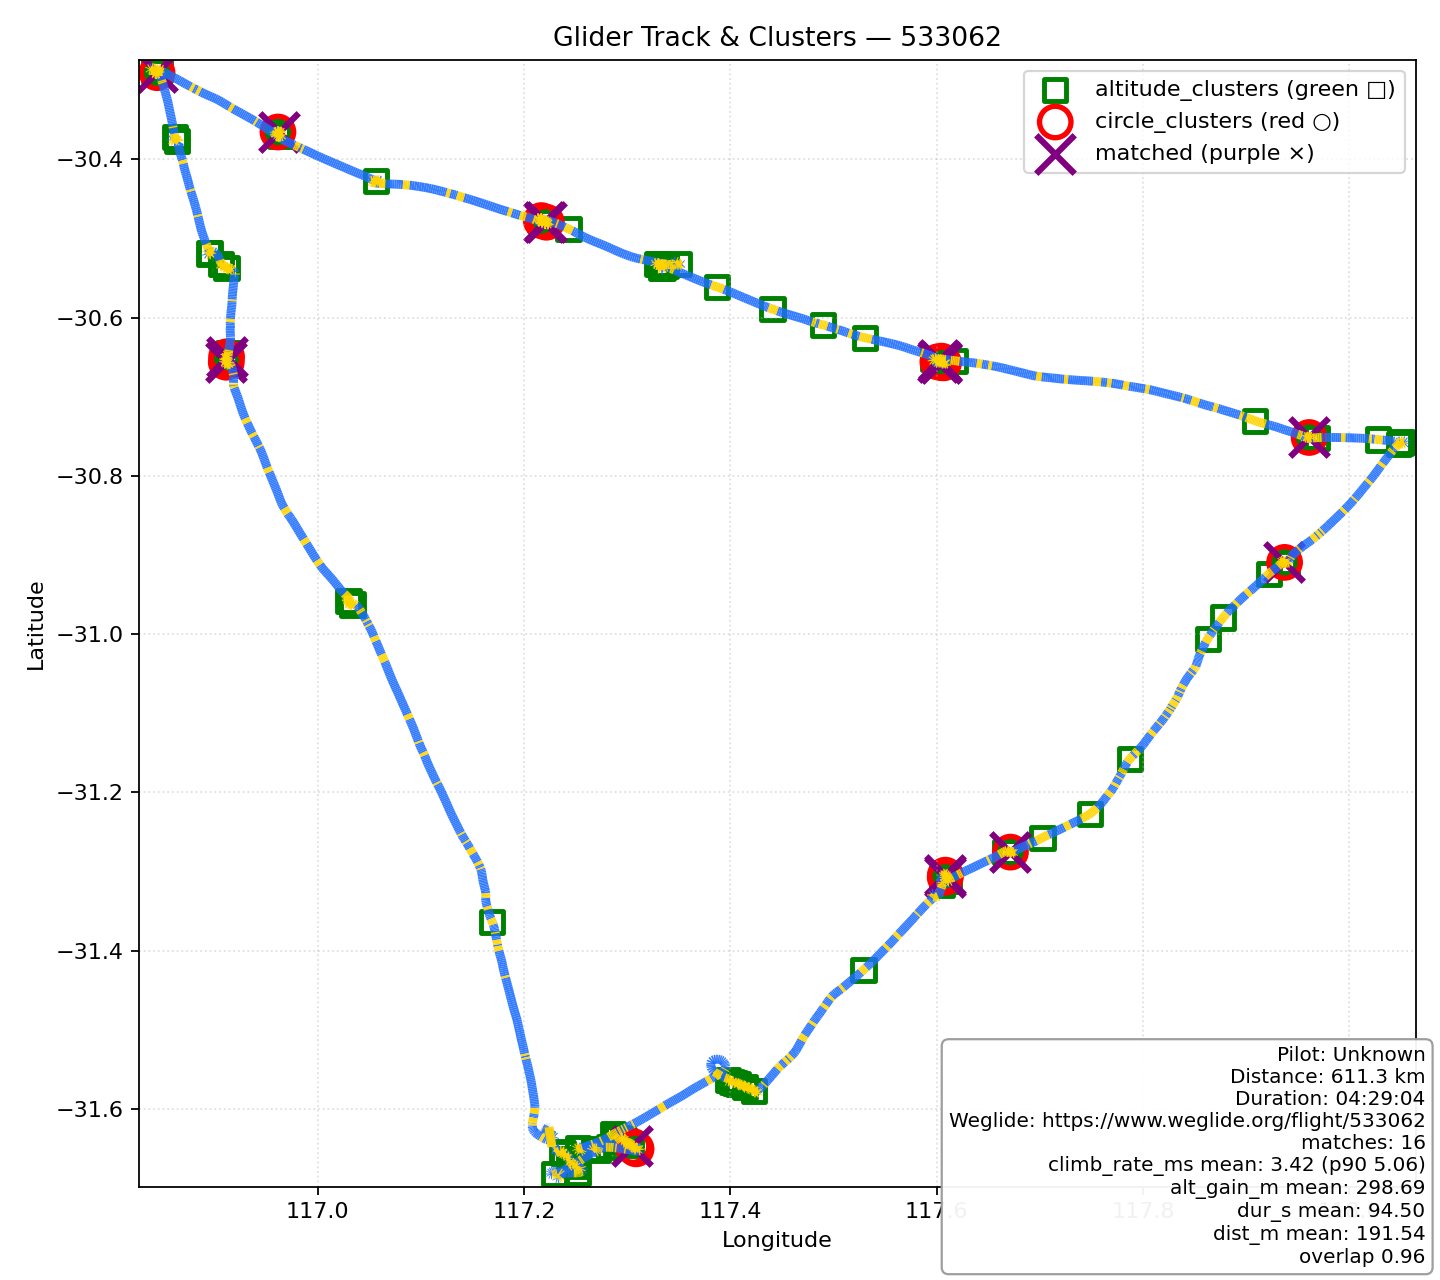 Glider Track & Clusters — 533062
altitude_clusters (green □)
circle_clusters (red ○)
matched (purple ×)
−30.4
−30.6
−30.8
−31.0
−31.2
−31.4
−31.6
Latitude
117.0
117.2
117.4
117.6
117.8
Longitude
Pilot: Unknown
Distance: 611.3 km
Duration: 04:29:04
Weglide: https://www.weglide.org/flight/533062
matches: 16
climb_rate_ms mean: 3.42 (p90 5.06)
alt_gain_m mean: 298.69
dur_s mean: 94.50
dist_m mean: 191.54
overlap 0.96